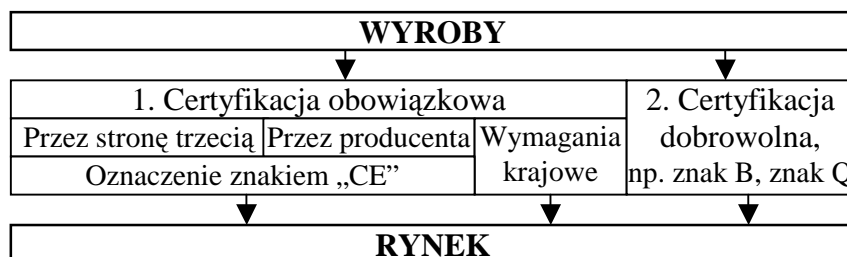 WYROBY
1. Certyfikacja obowiązkowa
Przez stronę trzecią
Przez producenta
Oznaczenie znakiem „CE”
Wymagania
krajowe
2. Certyfikacja
dobrowolna,
np. znak B, znak Q
RYNEK